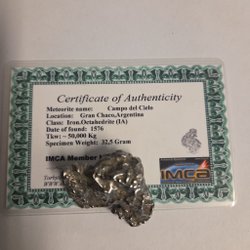 Certificate of Authenticity
Meteorite name: Campo del Cielo
Location: Gran Chaco,Argentina
Class: Iron.Octahedrite (IA)
Date of found: 1576
Tkw: ~ 50,000 Kg
Specimen Weight: 32,5 Gram
IMCA Member
IMCA